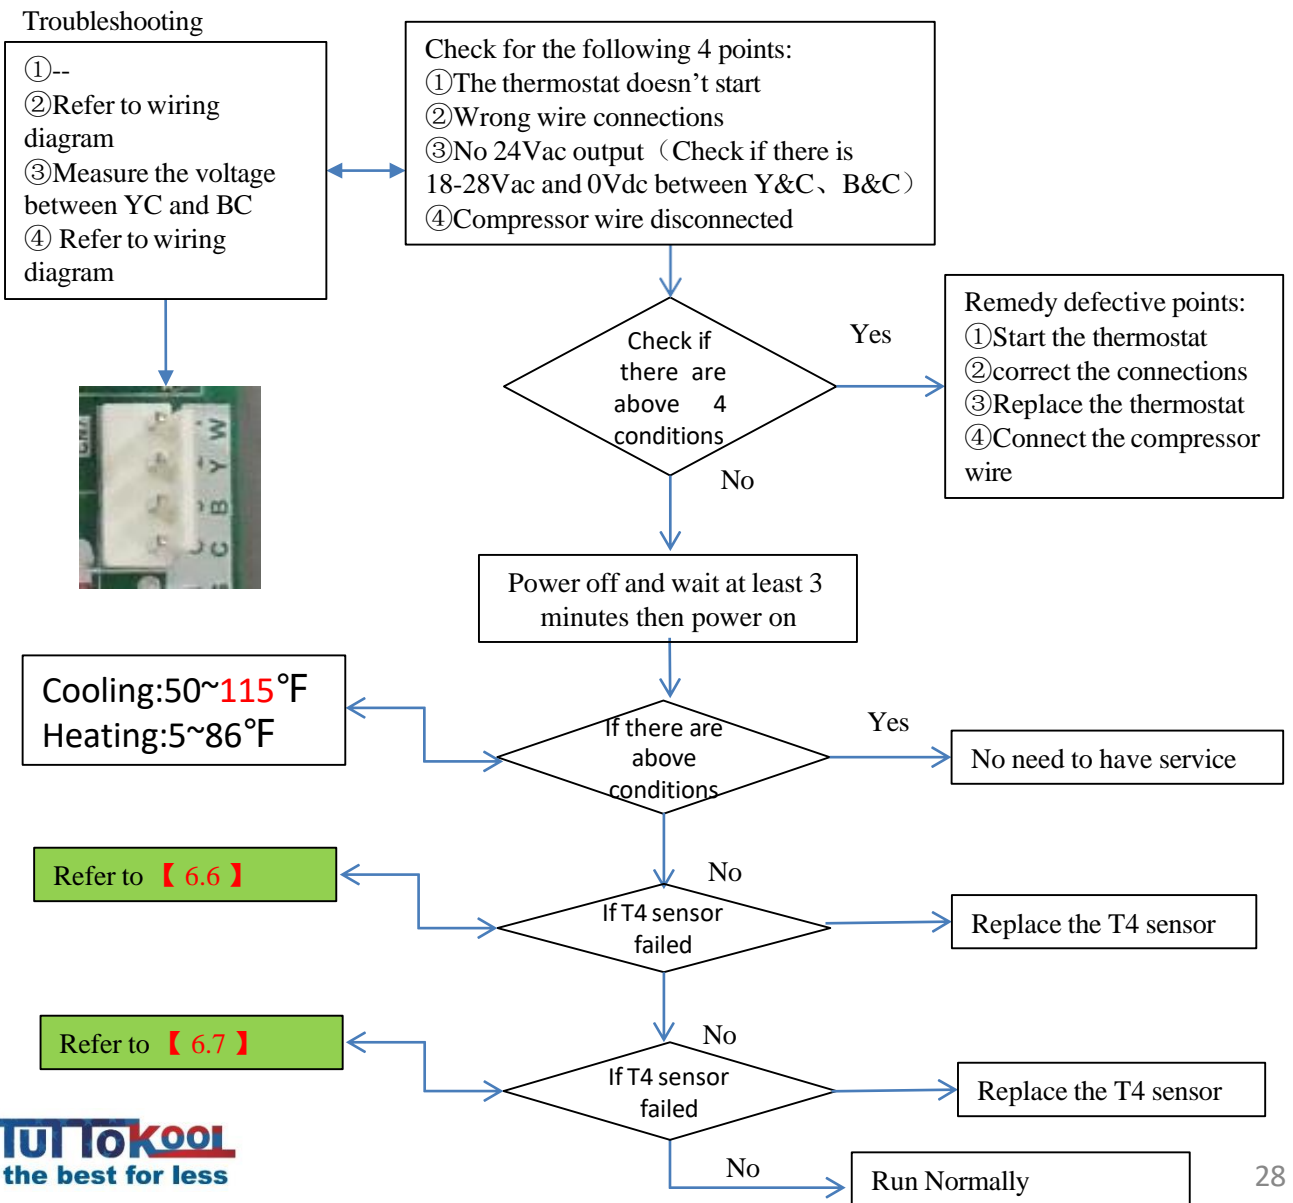 Troubleshooting
①--
②Refer to wiring
diagram
③Measure the voltage
between YC and BC
④ Refer to wiring
diagram
Check for the following 4 points:
①The thermostat doesn’t start
②Wrong wire connections
③No 24Vac output（Check if there is
18-28Vac and 0Vdc between Y&C、B&C）
④Compressor wire disconnected
Check if
there are
above 4
conditions
Yes
Remedy defective points:
①Start the thermostat
②correct the connections
③Replace the thermostat
④Connect the compressor
wire
No
W
Y
B
C
Power off and wait at least 3
minutes then power on
Cooling:50~115°F
Heating:5~86°F
If there are
above
conditions
Yes
No need to have service
No
Refer to【 6.6 】
If T4 sensor
failed
Replace the T4 sensor
No
Refer to【 6.7 】
If T4 sensor
failed
Replace the T4 sensor
No
Run Normally
TUTTOKOOL
the best for less
28